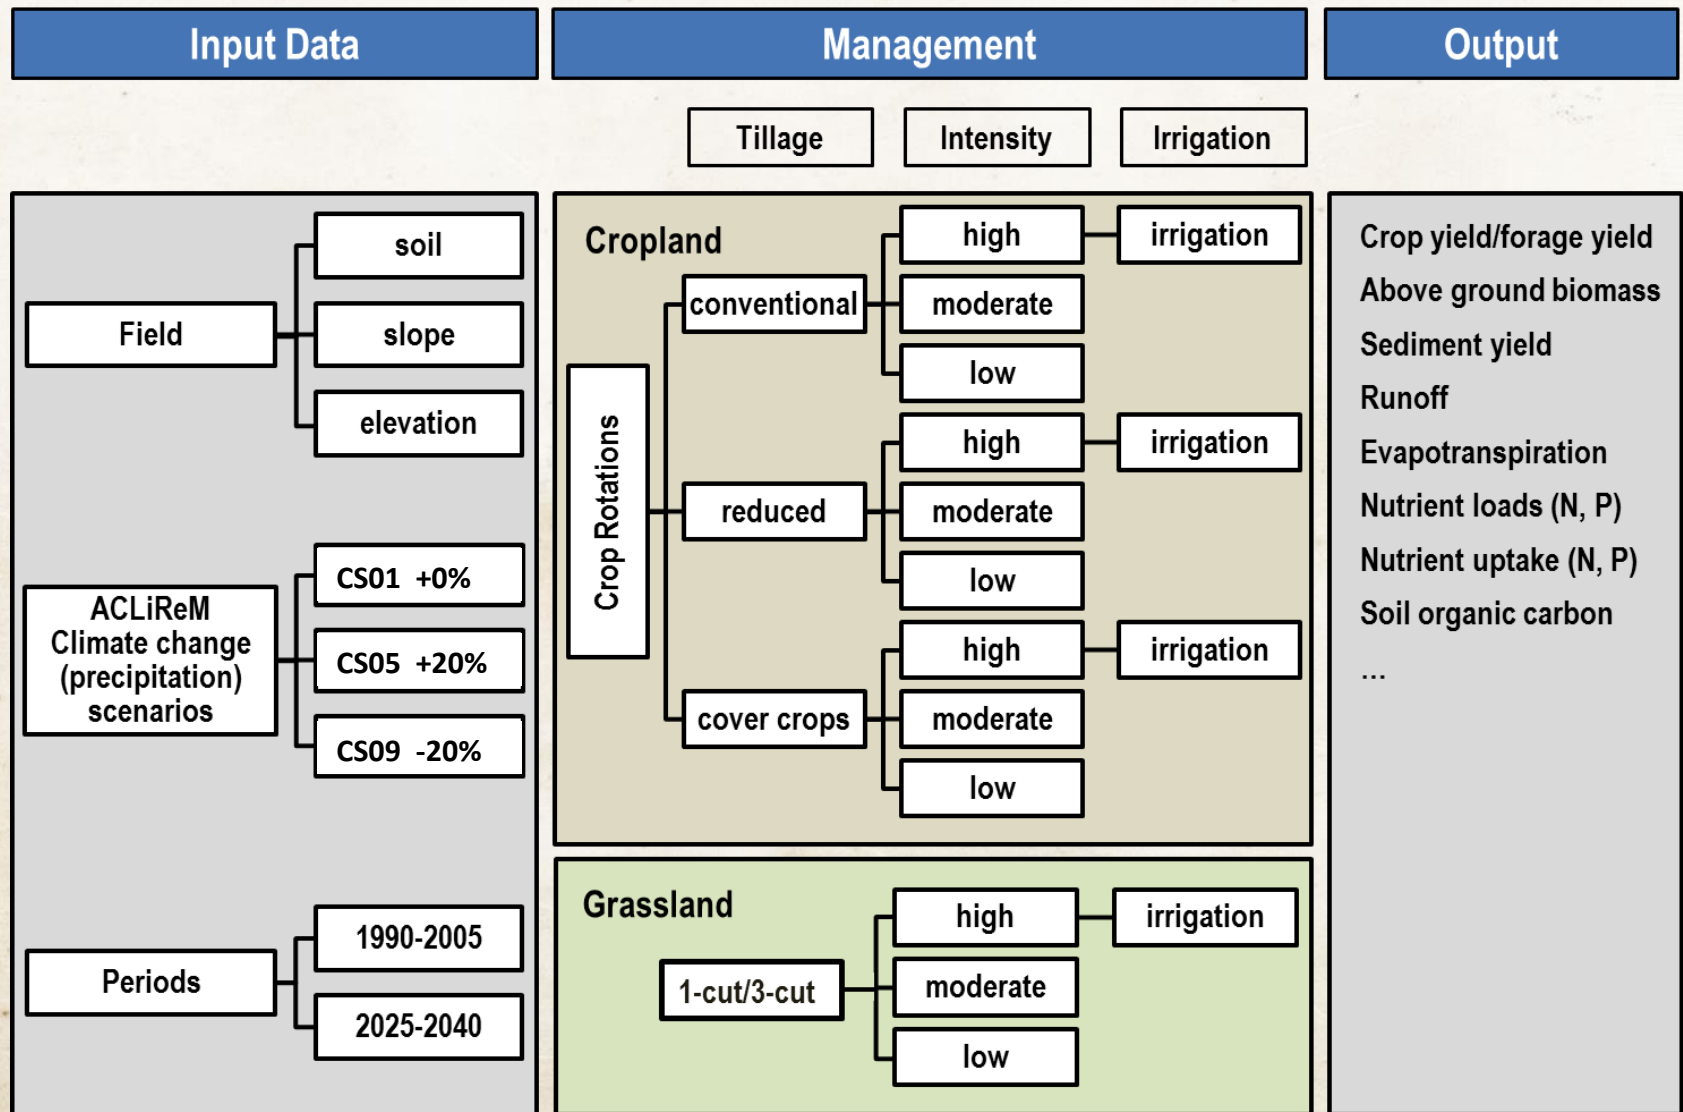 Input Data
Management
Output
Tillage
Intensity
Irrigation
Field
soil
slope
elevation
ACLiReM
Climate change
(precipitation)
scenarios
CS01 +0%
CS05 +20%
CS09 -20%
Periods
1990-2005
2025-2040
Cropland
Crop Rotations
conventional
high
irrigation
moderate
low
reduced
high
irrigation
moderate
low
cover crops
high
irrigation
moderate
low
Grassland
1-cut/3-cut
high
irrigation
moderate
low
Crop yield/forage yield
Above ground biomass
Sediment yield
Runoff
Evapotranspiration
Nutrient loads (N, P)
Nutrient uptake (N, P)
Soil organic carbon
...